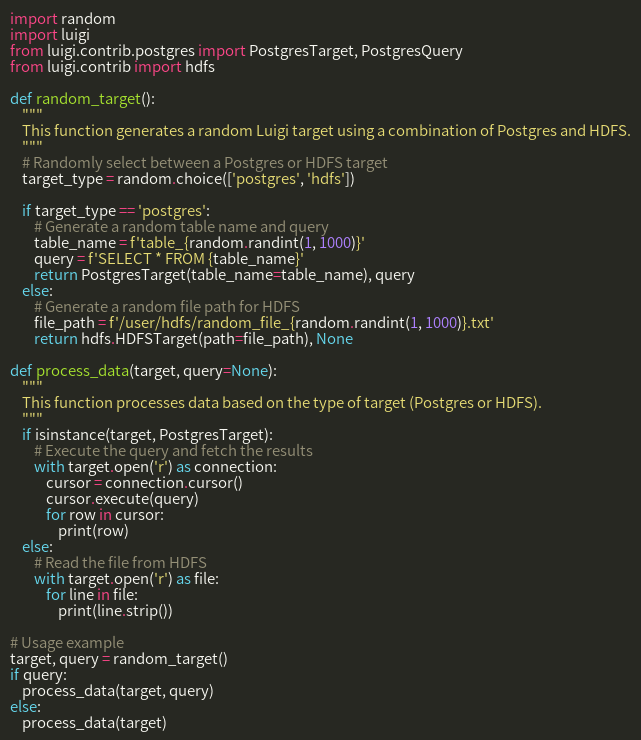 import random
import luigi
from luigi.contrib.postgres import PostgresTarget, PostgresQuery
from luigi.contrib import hdfs

def random_target():
    """
    This function generates a random Luigi target using a combination of Postgres and HDFS.
    """
    # Randomly select between a Postgres or HDFS target
    target_type = random.choice(['postgres', 'hdfs'])

    if target_type == 'postgres':
        # Generate a random table name and query
        table_name = f'table_{random.randint(1, 1000)}'
        query = f'SELECT * FROM {table_name}'
        return PostgresTarget(table_name=table_name), query
    else:
        # Generate a random file path for HDFS
        file_path = f'/user/hdfs/random_file_{random.randint(1, 1000)}.txt'
        return hdfs.HDFSTarget(path=file_path), None

def process_data(target, query=None):
    """
    This function processes data based on the type of target (Postgres or HDFS).
    """
    if isinstance(target, PostgresTarget):
        # Execute the query and fetch the results
        with target.open('r') as connection:
            cursor = connection.cursor()
            cursor.execute(query)
            for row in cursor:
                print(row)
    else:
        # Read the file from HDFS
        with target.open('r') as file:
            for line in file:
                print(line.strip())

# Usage example
target, query = random_target()
if query:
    process_data(target, query)
else:
    process_data(target)